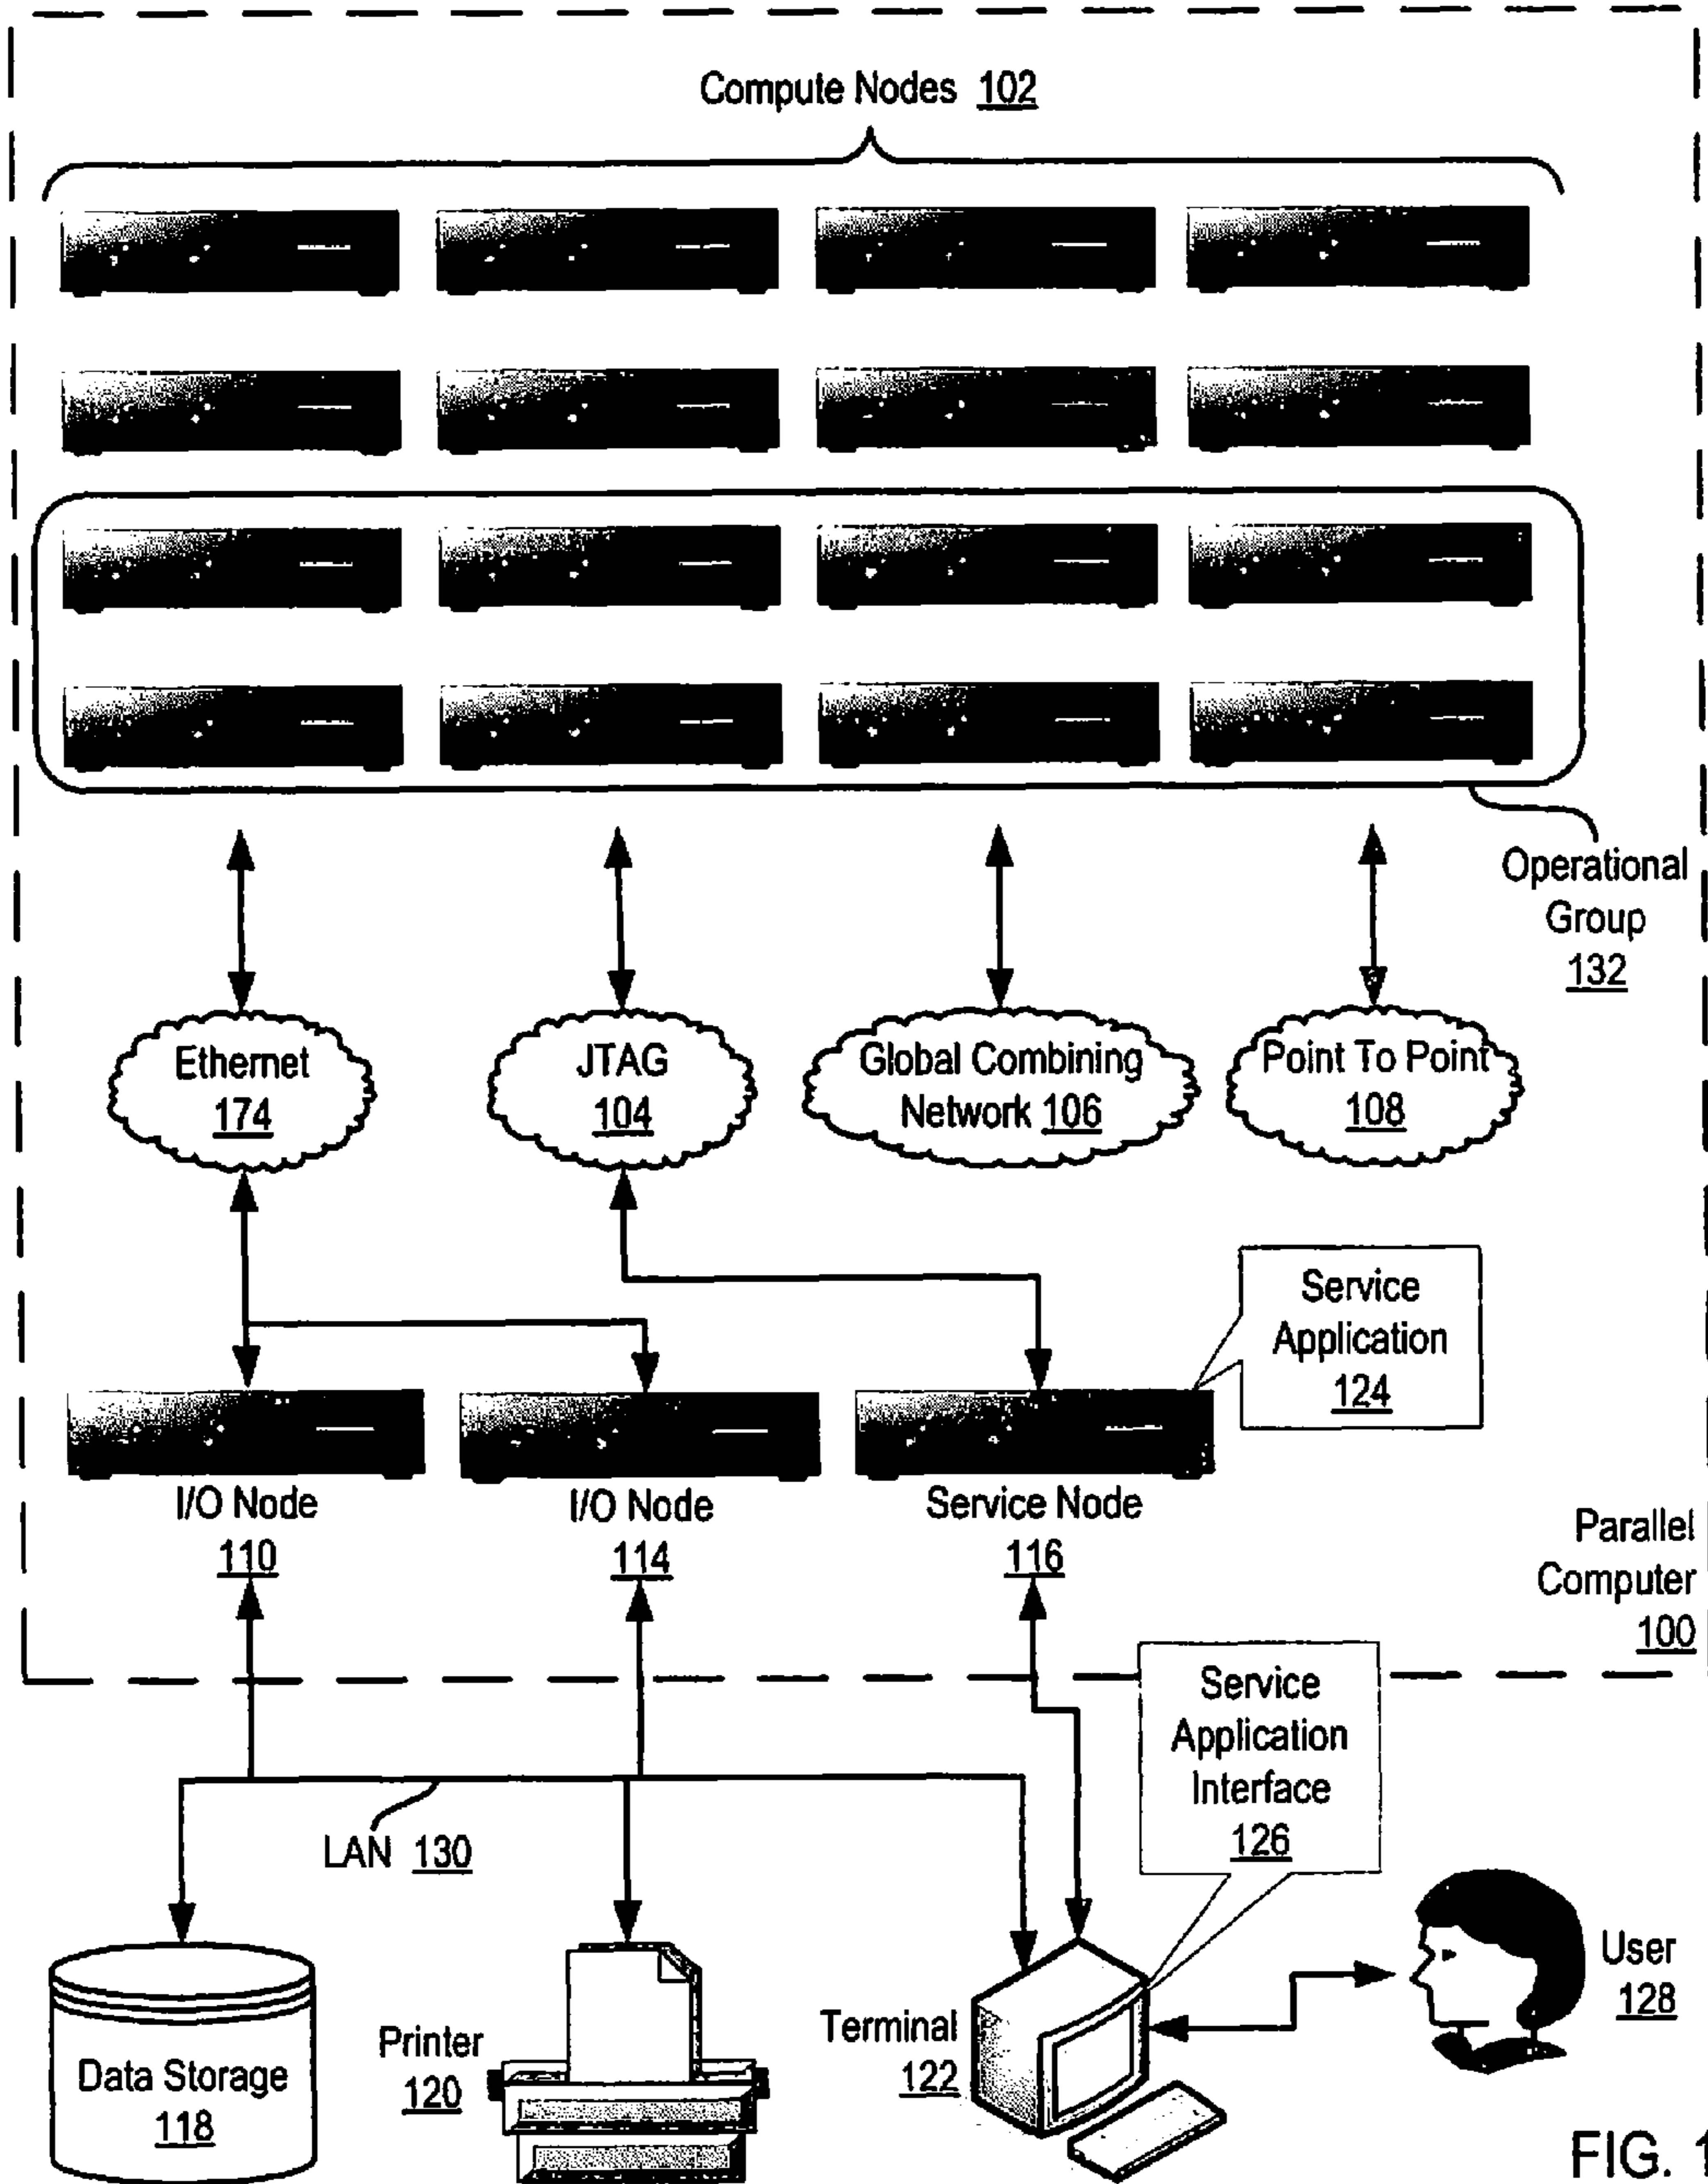 Compute Nodes 102
Operational
Group
132
Ethernet
174
JTAG
104
Global Combining
Network 106
Point To Point
108
Service
Application
124
I/O Node
110
I/O Node
114
Service Node
116
Parallel
Computer
100
Service
Application
Interface
126
LAN 130
Data Storage
118
Printer
120
Terminal
122
User
128
FIG. 1